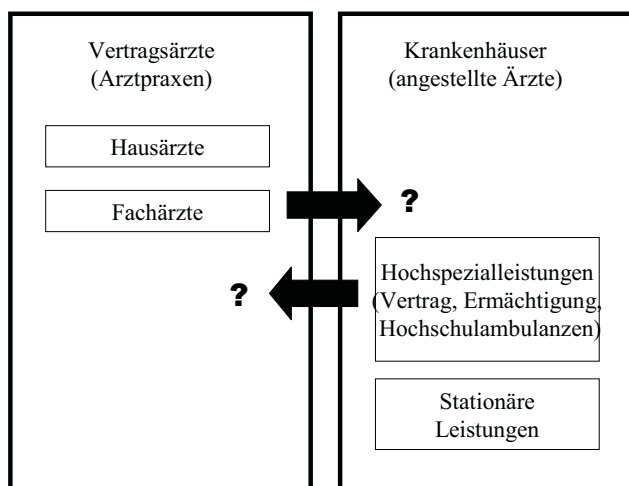 Vertragsärzte
(Arztpraxen)
Hausärzte
Fachärzte
?
Krankenhäuser
(angestellte Ärzte)
?
Hochspezialleistungen
(Vertrag, Ermächtigung,
Hochschulambulanzen)
Stationäre
Leistungen